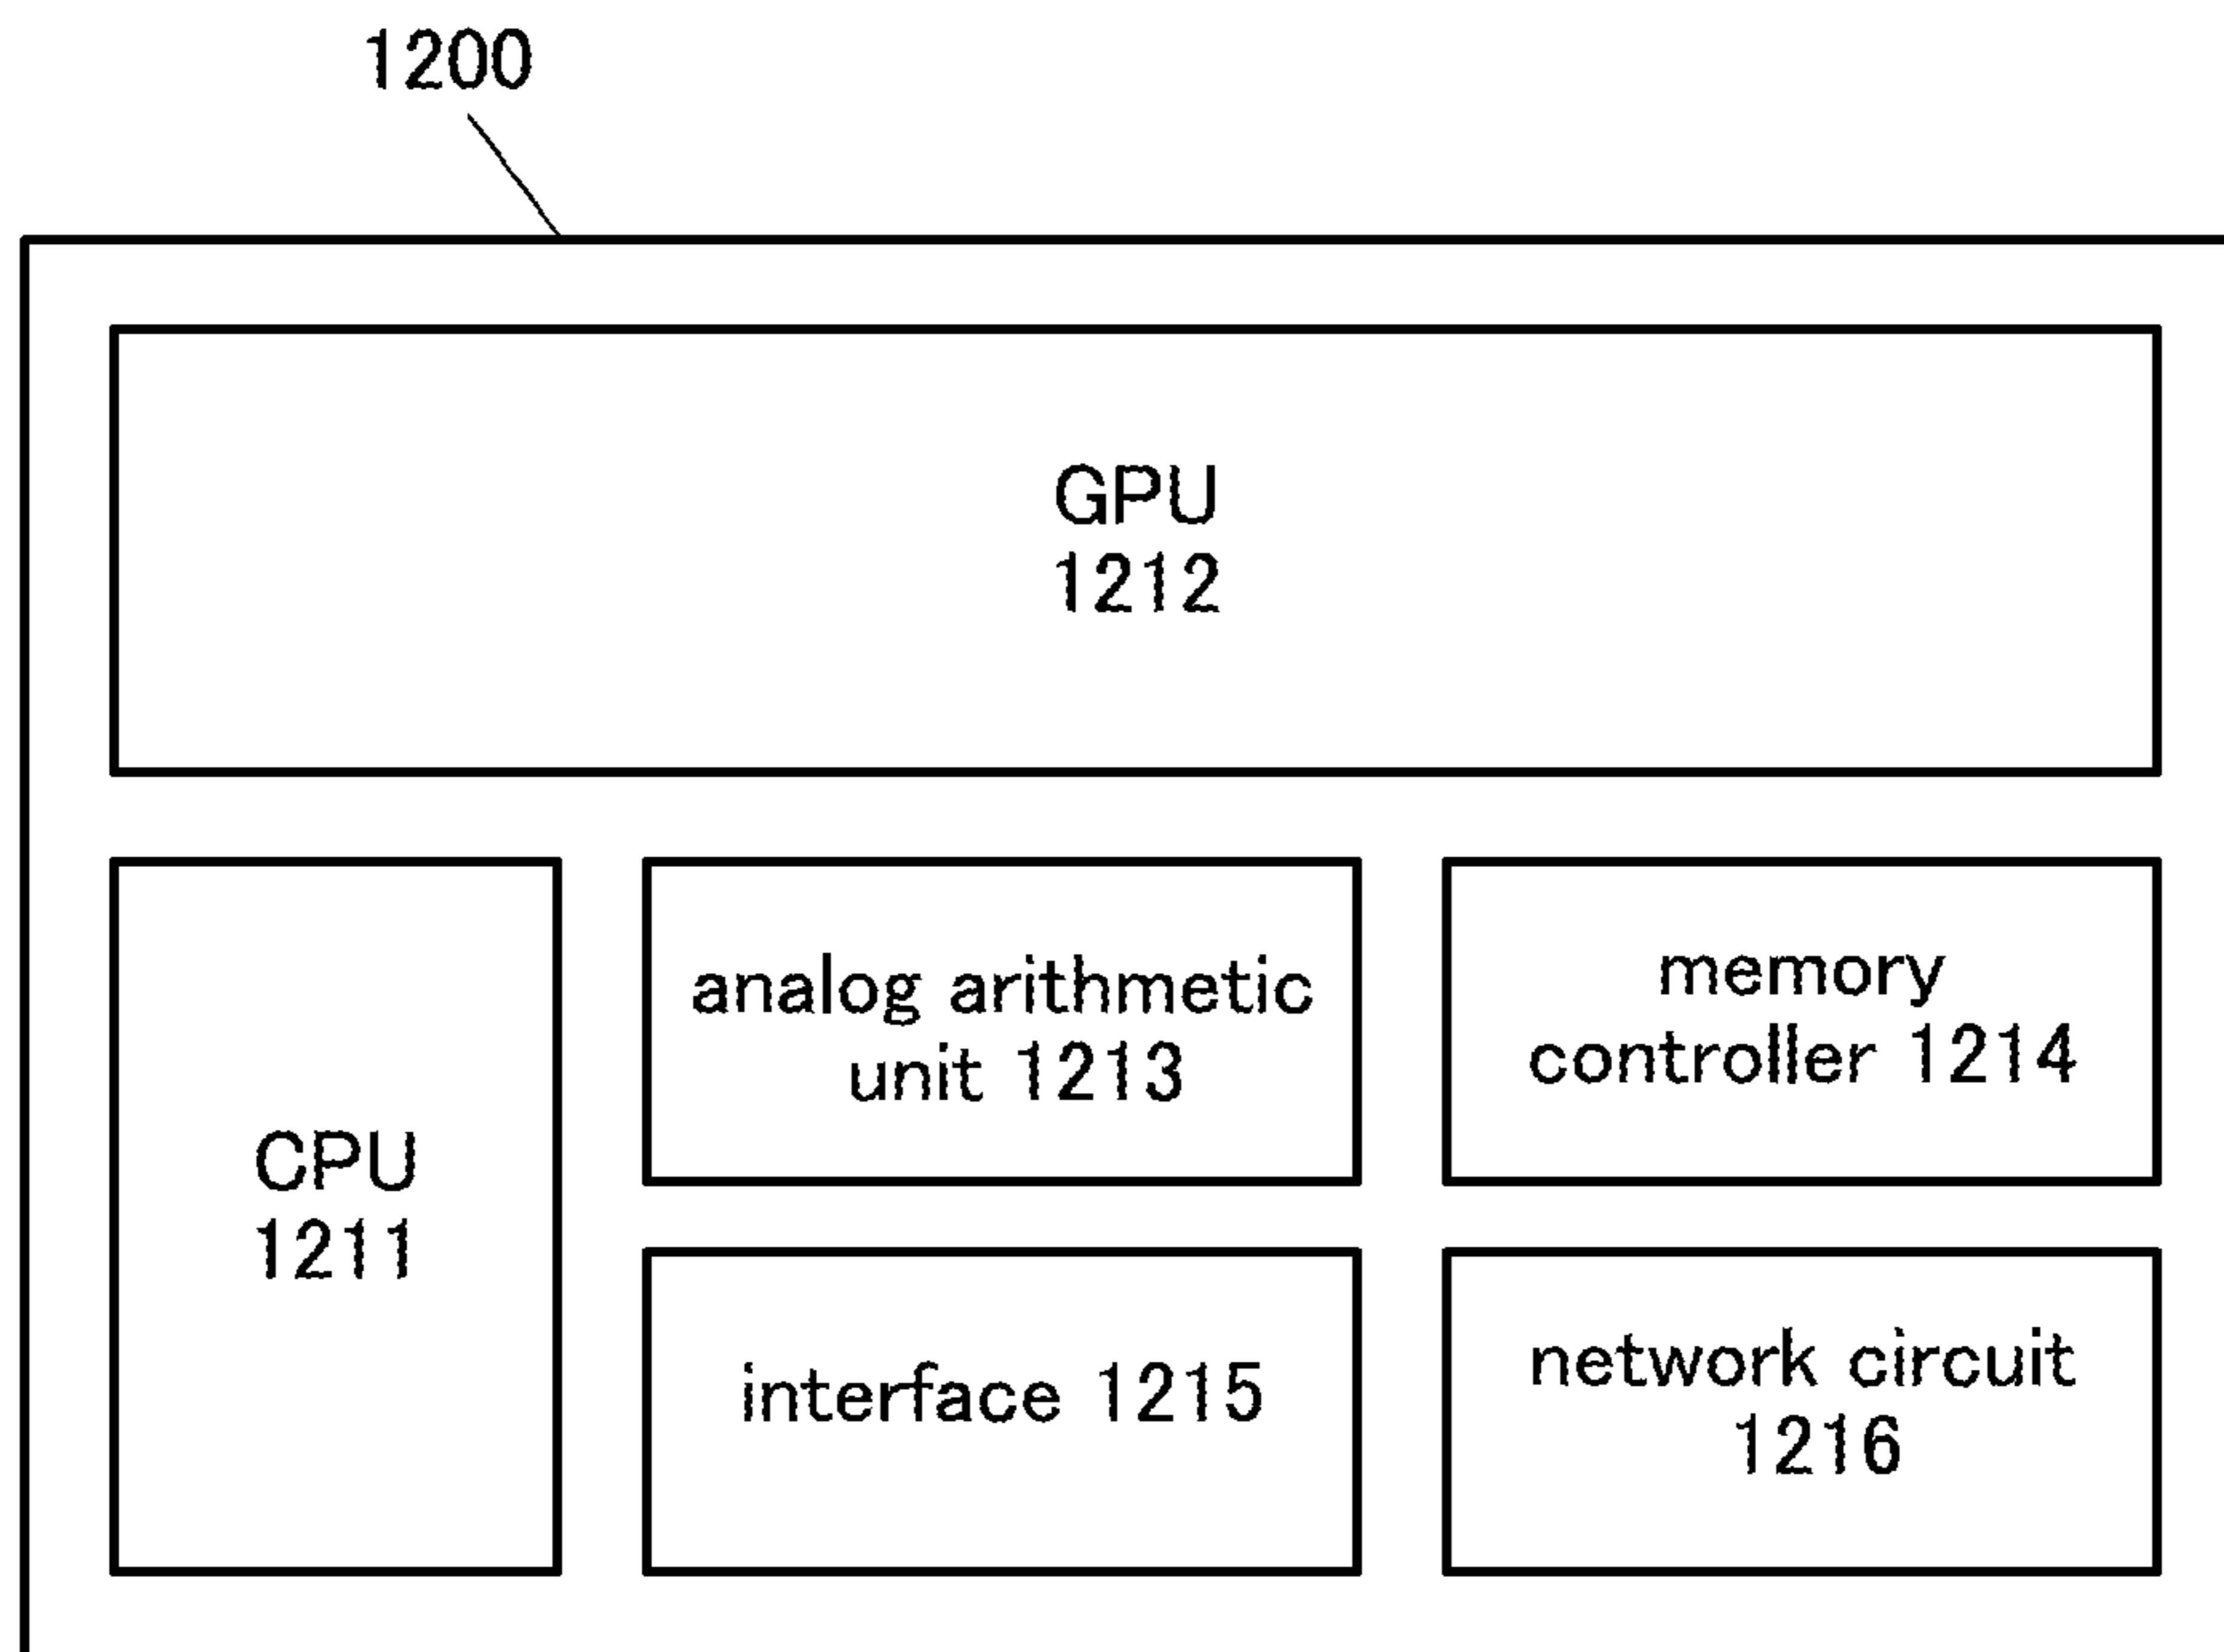 1200
GPU
1212
CPU
1211
analog arithmetic
unit 1213
memory
controller 1214
interface 1215
network circuit
1216